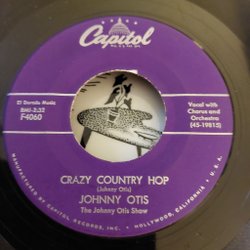 Capitol
El Dorado Music
BMI-2:32
F4060
Vocal with
Chorus and
Orchestra
(45-19815)
CRAZY COUNTRY HOP
(Johnny Otis)
JOHNNY OTIS
The Johnny Otis Show
MANUFACTURED BY CAPITOL RECORDS, INC., HOLLYWOOD, CALIFORNIA • U.S.A.